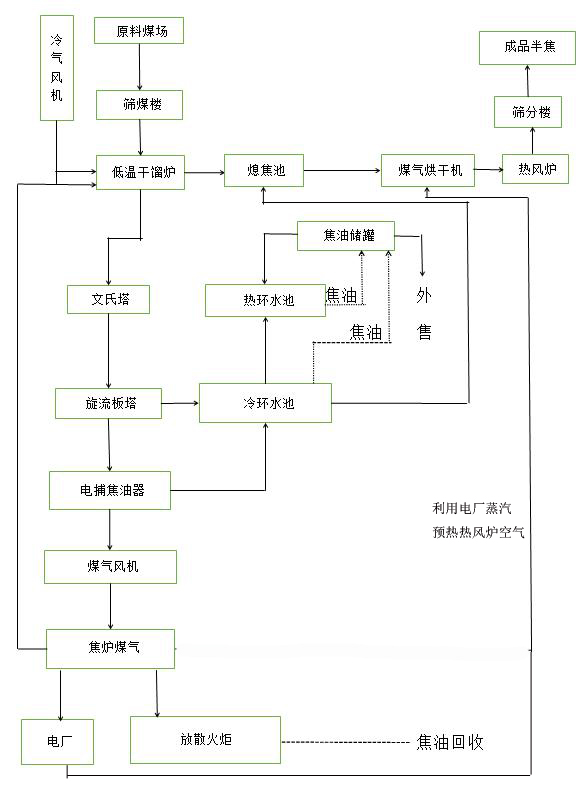 冷气风机
原料煤场
成品半焦
筛煤楼
筛分楼
低温干馏炉
熄焦池
煤气烘干机
热风炉
焦油储罐
文氏塔
热环水池
焦油
外售
焦油
旋流板塔
冷环水池
电捕焦油器
利用电厂蒸汽
预热热风炉空气
煤气风机
焦炉煤气
电厂
放散火炬
焦油回收